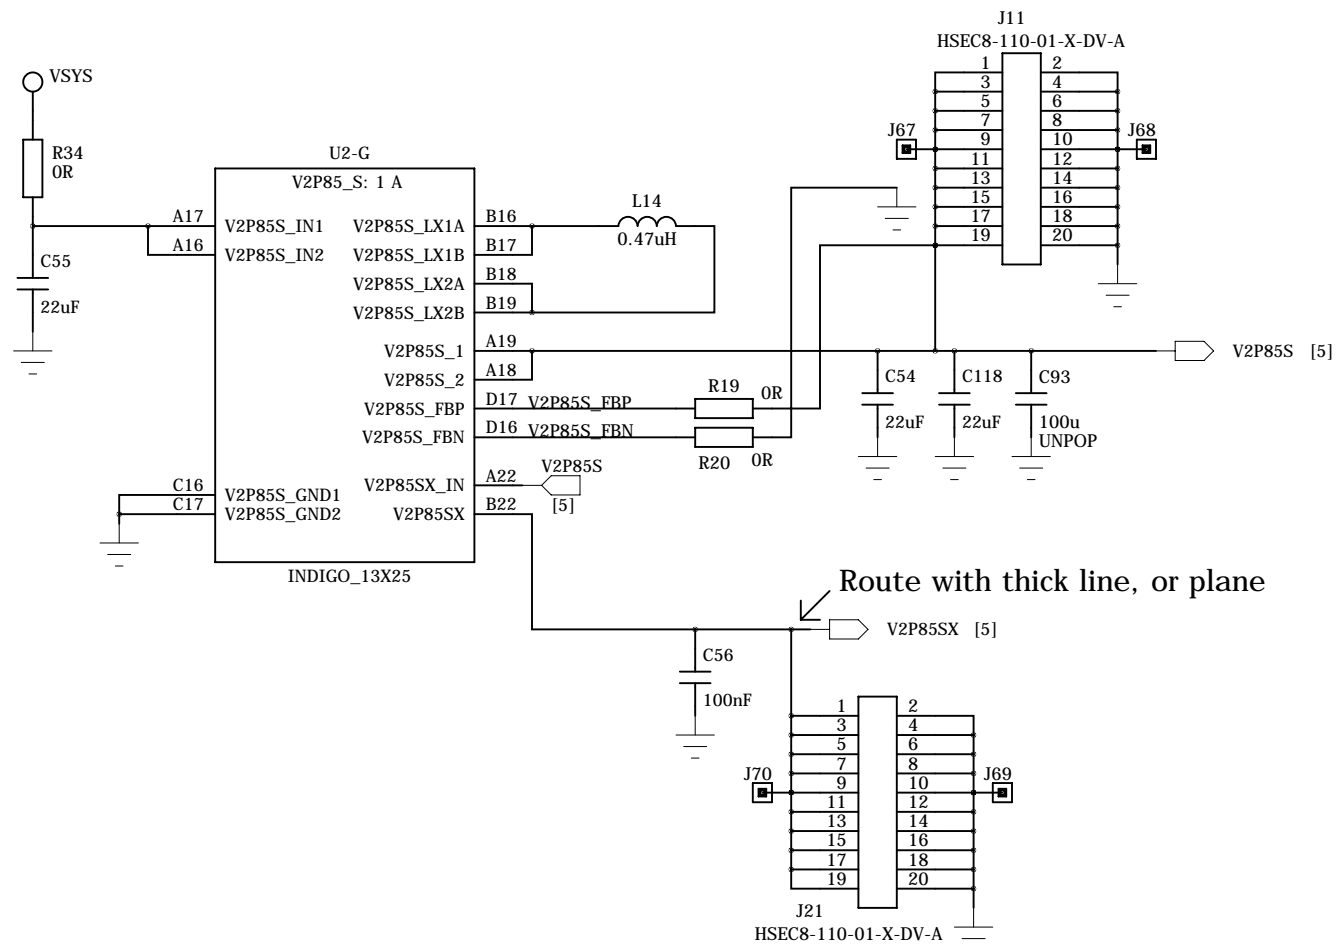 J11
HSEC8-110-01-X-DV-A
1 2
3 4
5 6
7 8
9 10
11 12
13 14
15 16
17 18
19 20
J67
J68
VSYS
R34
0R
C55
22uF
U2-G
V2P85_S: 1 A
A17 V2P85S_IN1
A16 V2P85S_IN2
V2P85S_LX1A B16
V2P85S_LX1B B17
V2P85S_LX2A B18
V2P85S_LX2B B19
V2P85S_1 A19
V2P85S_2 A18
V2P85S_FBP D17 V2P85S_FBP
V2P85S_FBN D16 V2P85S_FBN
V2P85SX_IN A22
V2P85SX B22
C16 V2P85S_GND1
C17 V2P85S_GND2
INDIGO_13X25
L14
0.47uH
R19 0R
R20 0R
V2P85S
[5]
V2P85S [5]
C54
22uF
C118
22uF
C93
100u
UNPOP
Route with thick line, or plane
V2P85SX [5]
C56
100nF
1 2
3 4
5 6
7 8
9 10
11 12
13 14
15 16
17 18
19 20
J70
J69
J21
HSEC8-110-01-X-DV-A